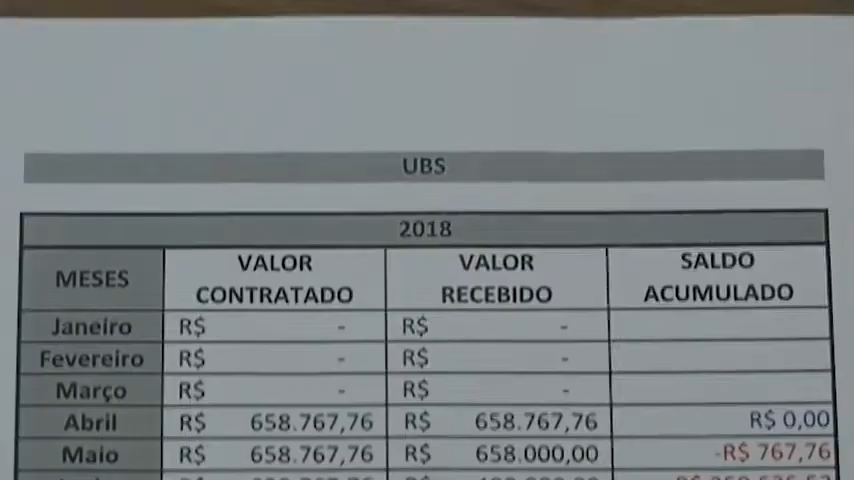 UBS
2018
MESES VALOR CONTRATADO VALOR RECEBIDO SALDO ACUMULADO
Janeiro R$ - R$ -
Fevereiro R$ - R$ -
Março R$ - R$ -
Abril R$ 658.767,76 R$ 658.767,76 R$ 0,00
Maio R$ 658.767,76 R$ 658.000,00 -R$ 767,76